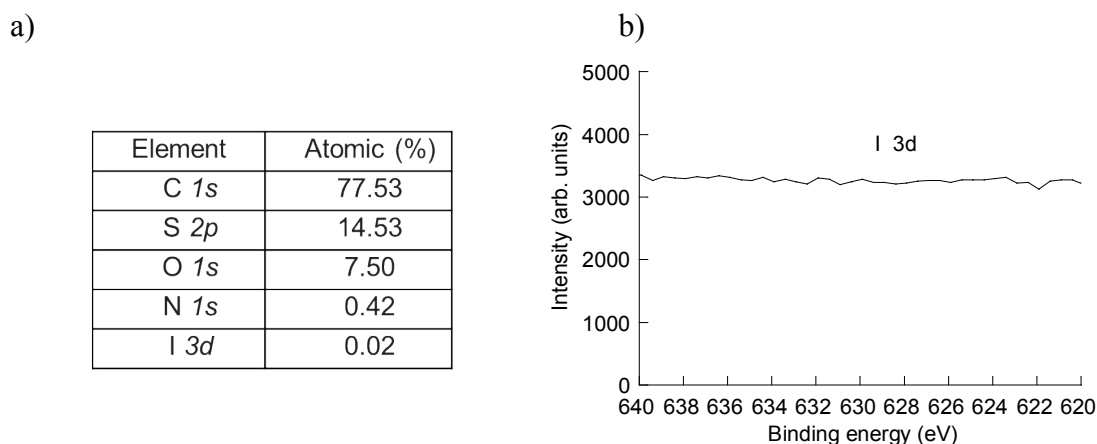 a)
Element Atomic (%)
C 1s 77.53
S 2p 14.53
O 1s 7.50
N 1s 0.42
I 3d 0.02
b)
5000
4000
3000
2000
1000
0
Intensity (arb. units)
I 3d
640 638 636 634 632 630 628 626 624 622 620
Binding energy (eV)